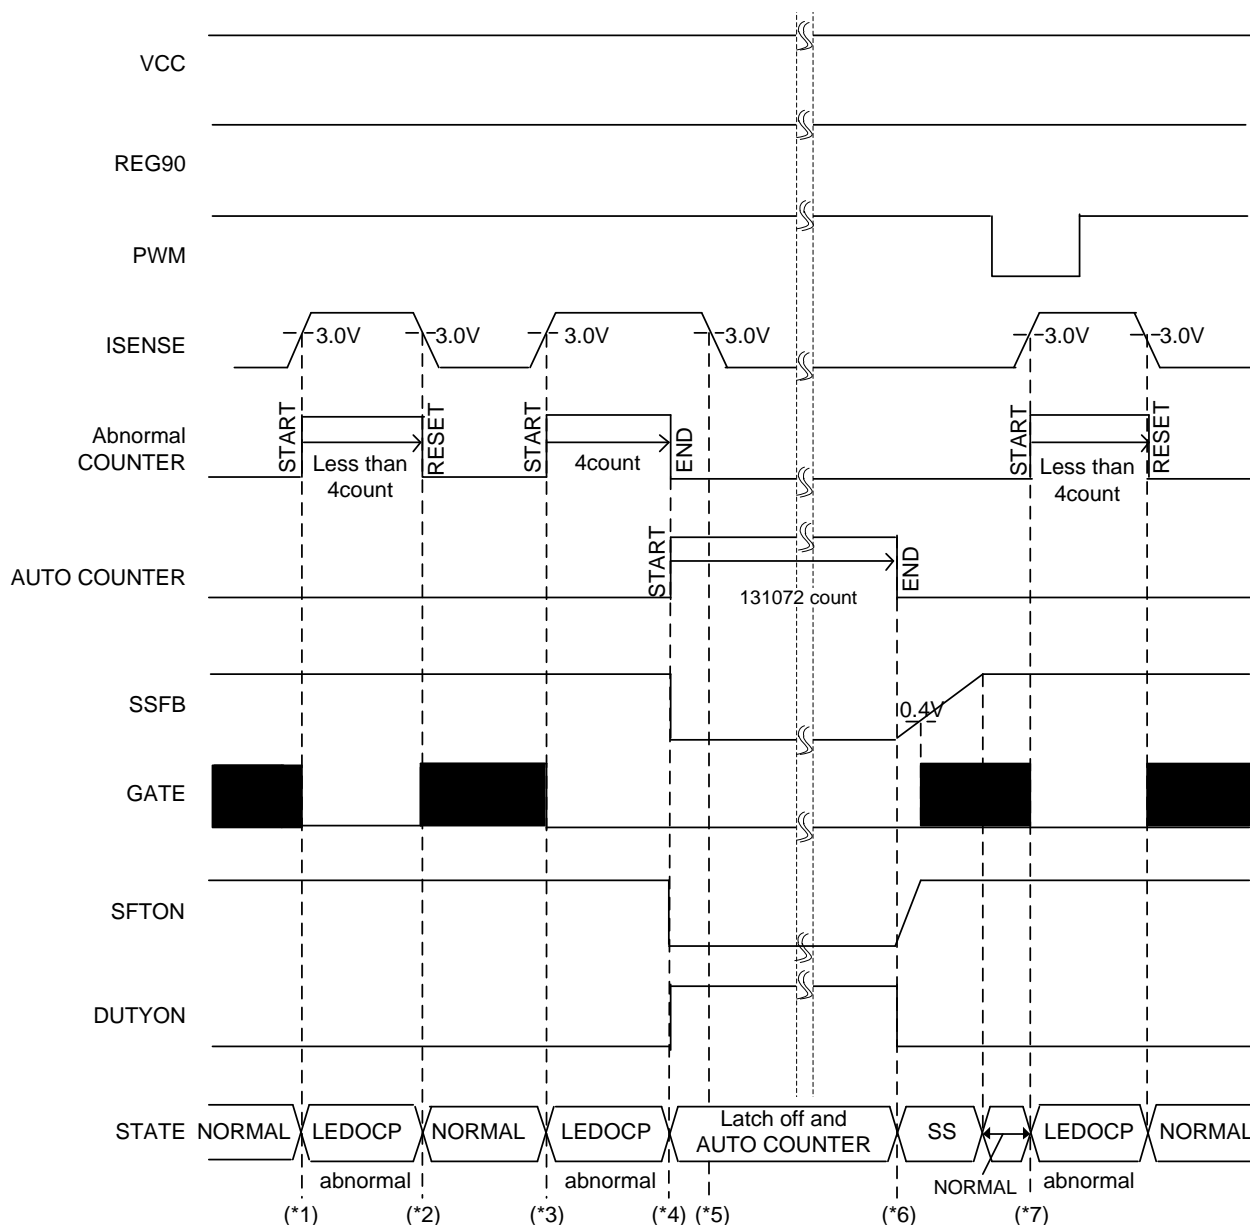 VCC
REG90
PWM
ISENSE
3.0V
3.0V
3.0V
3.0V
3.0V
3.0V
Abnormal
COUNTER
START
Less than
4count
RESET
START
4count
END
START
Less than
4count
RESET
AUTO COUNTER
START
131072 count
END
SSFB
0.4V
GATE
SFTON
DUTYON
STATE
NORMAL
LEDOCP
NORMAL
LEDOCP
Latch off and
AUTO COUNTER
SS
LEDOCP
NORMAL
abnormal
abnormal
NORMAL
abnormal
(*1)
(*2)
(*3)
(*4)
(*5)
(*6)
(*7)